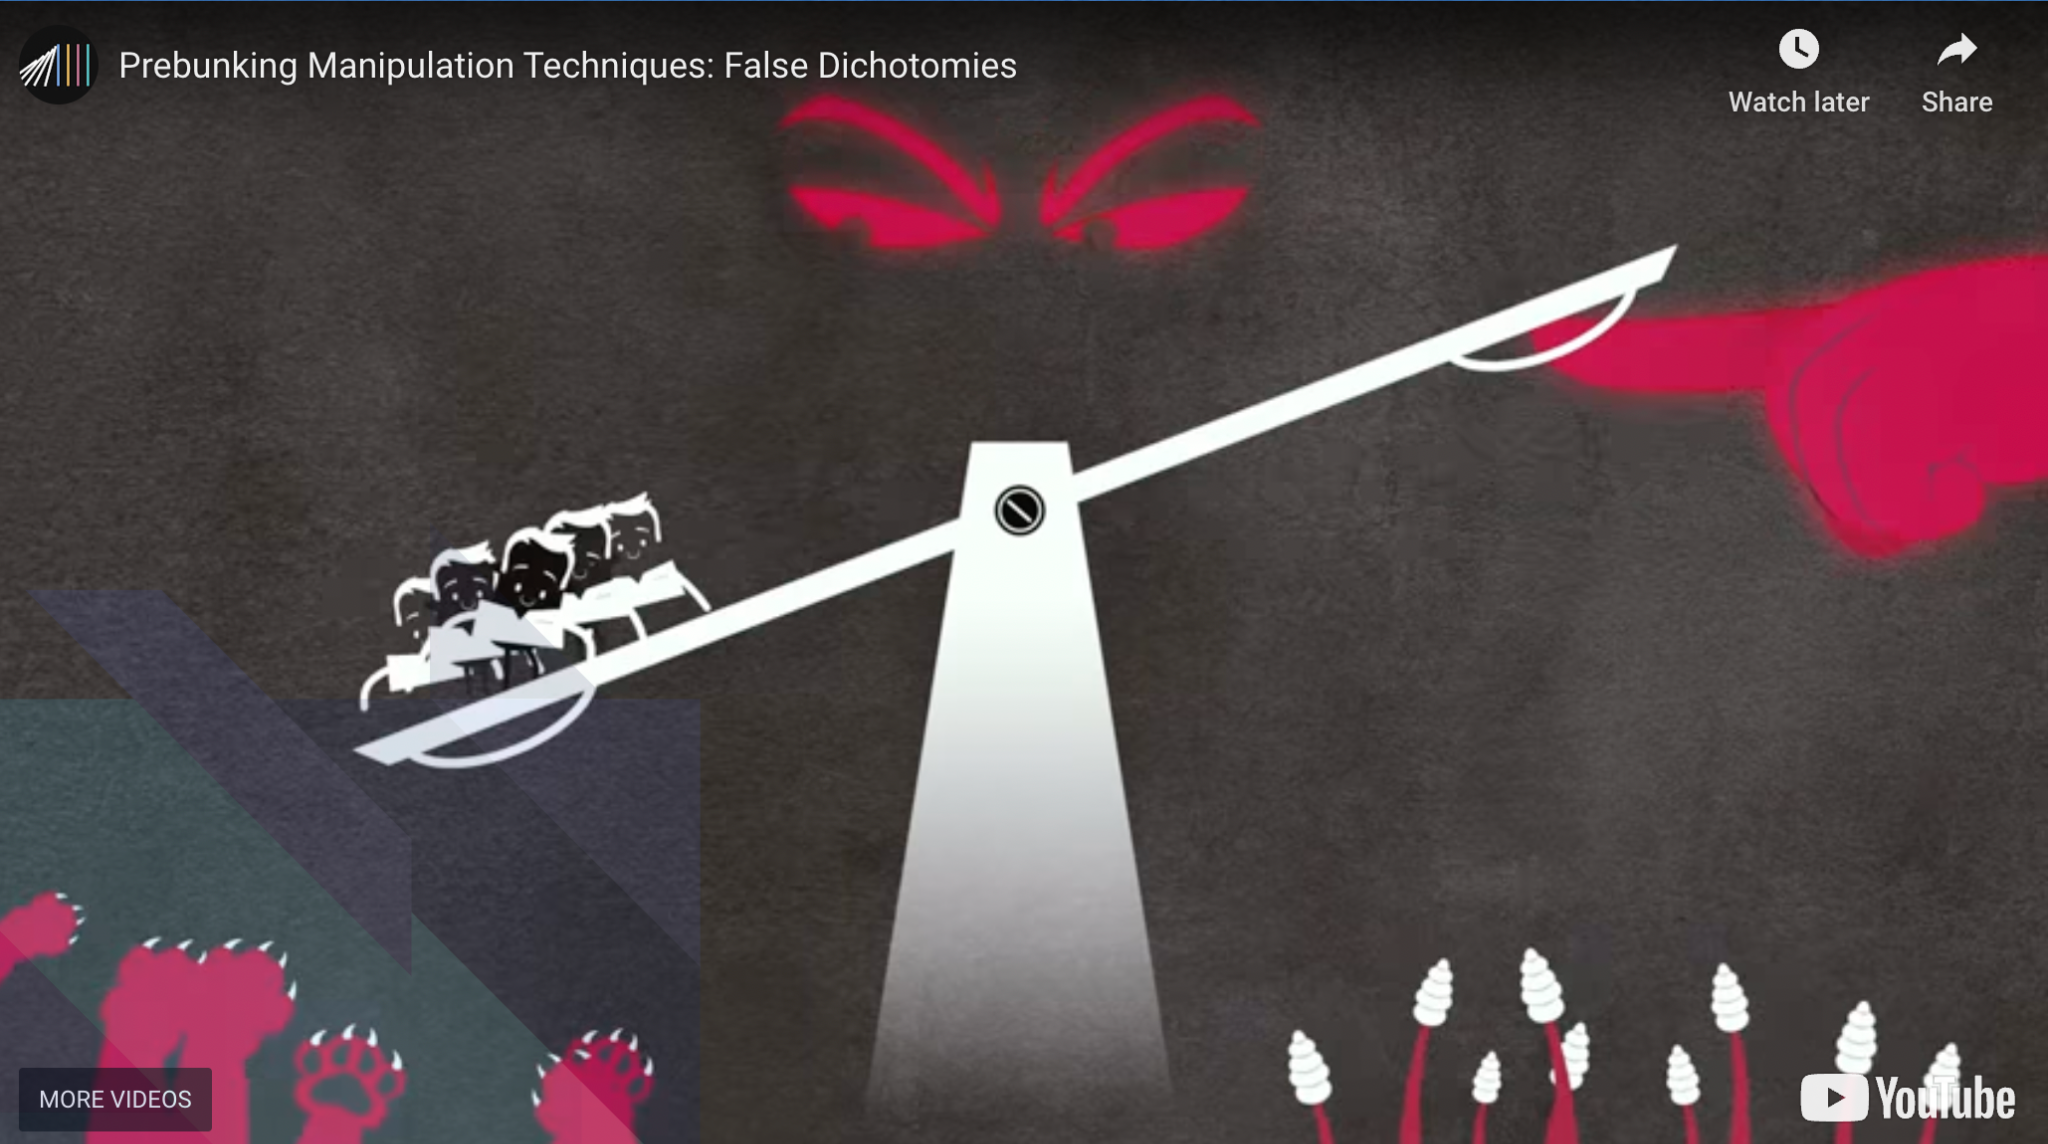 Prebunking Manipulation Techniques: False Dichotomies
Watch later
Share
MORE VIDEOS
YouTube